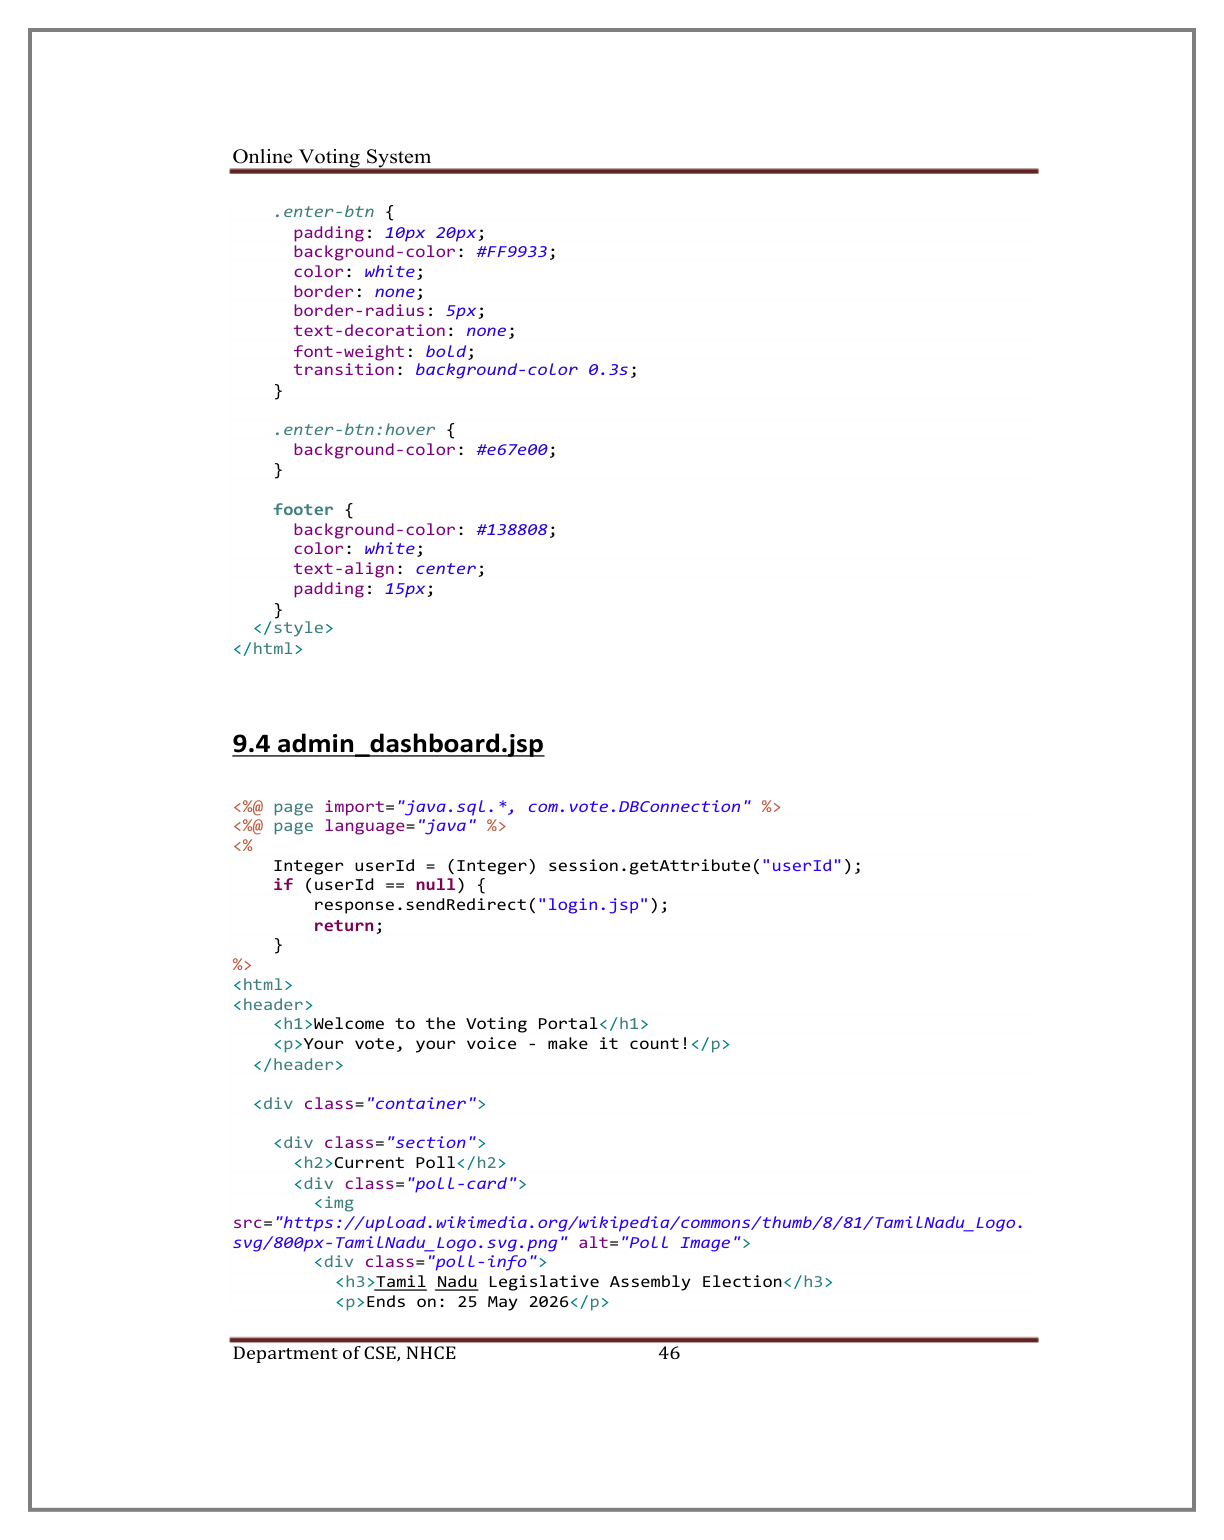 Online Voting System
.enter-btn {
padding: 10px 20px;
background-color: #FF9933;
color: white;
border: none;
border-radius: 5px;
text-decoration: none;
font-weight: bold;
transition: background-color 0.3s;
}
.enter-btn:hover {
background-color: #e67e00;
}
footer {
background-color: #138808;
color: white;
text-align: center;
padding: 15px;
}
</style>
</html>
9.4 admin_dashboard.jsp
<%@ page import="java.sql.*, com.vote.DBConnection" %>
<%@ page language="java" %>
<%
Integer userId = (Integer) session.getAttribute("userId");
if (userId == null) {
response.sendRedirect("login.jsp");
return;
}
%>
<html>
<header>
<h1>Welcome to the Voting Portal</h1>
<p>Your vote, your voice - make it count!</p>
</header>
<div class="container">
<div class="section">
<h2>Current Poll</h2>
<div class="poll-card">
<img
src="https://upload.wikimedia.org/wikipedia/commons/thumb/8/81/TamilNadu_Logo.
svg/800px-TamilNadu_Logo.svg.png" alt="Poll Image">
<div class="poll-info">
<h3>Tamil Nadu Legislative Assembly Election</h3>
<p>Ends on: 25 May 2026</p>
Department of CSE, NHCE 46